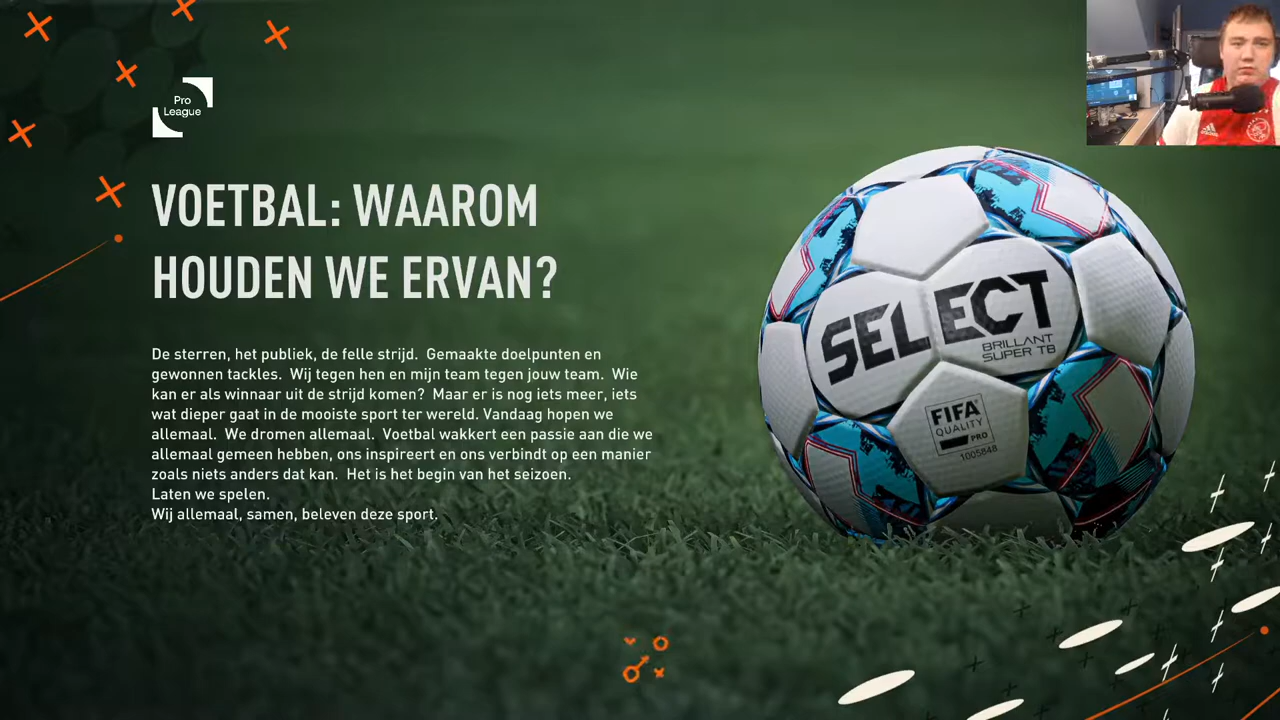 Pro
League
VOETBAL: WAAROM
HOUDEN WE ERVAN?
De sterren, het publiek, de felle strijd.  Gemaakte doelpunten en
gewonnen tackles.  Wij tegen hen en mijn team tegen jouw team.  Wie
kan er als winnaar uit de strijd komen?  Maar er is nog iets meer, iets
wat dieper gaat in de mooiste sport ter wereld. Vandaag hopen we
allemaal.  We dromen allemaal.  Voetbal wakkert een passie aan die we
allemaal gemeen hebben, ons inspireert en ons verbindt op een manier
zoals niets anders dat kan.  Het is het begin van het seizoen.
Laten we spelen.
Wij allemaal, samen, beleven deze sport.
SELECT
BRILLANT
SUPER TB
FIFA
QUALITY
PRO
1005848